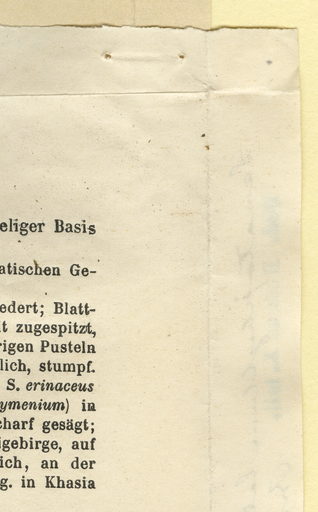 eliger Basis
atischen Ge-
edert; Blatt-
t zugespitzt,
rigen Pusteln
lich, stumpf.
S. erinaceus
ymenium) in
charf gesägt;
igebirge, auf
ich, an der
g. in Khasia